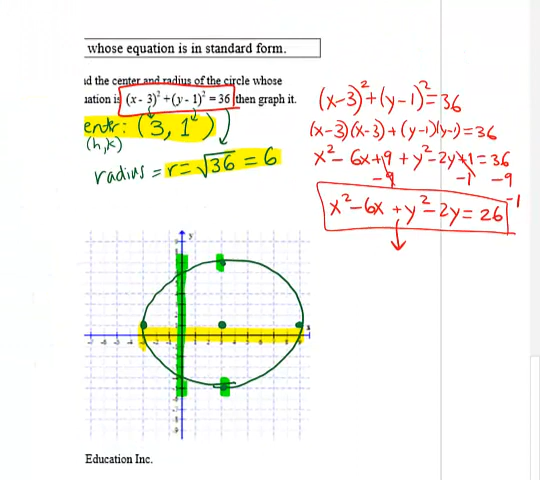 whose equation is in standard form.
d the center and radius of the circle whose
uation is (x - 3)² + (y - 1)² = 36 then graph it.
enter: (3, 1)
(h, k)
radius = r = √36 = 6
(x-3)² + (y-1)² = 36
(x-3)(x-3) + (y-1)(y-1) = 36
x² - 6x + 9 + y² - 2y + 1 = 36
-9 -1 -9
-1
x² - 6x + y² - 2y = 26
y
x
Education Inc.